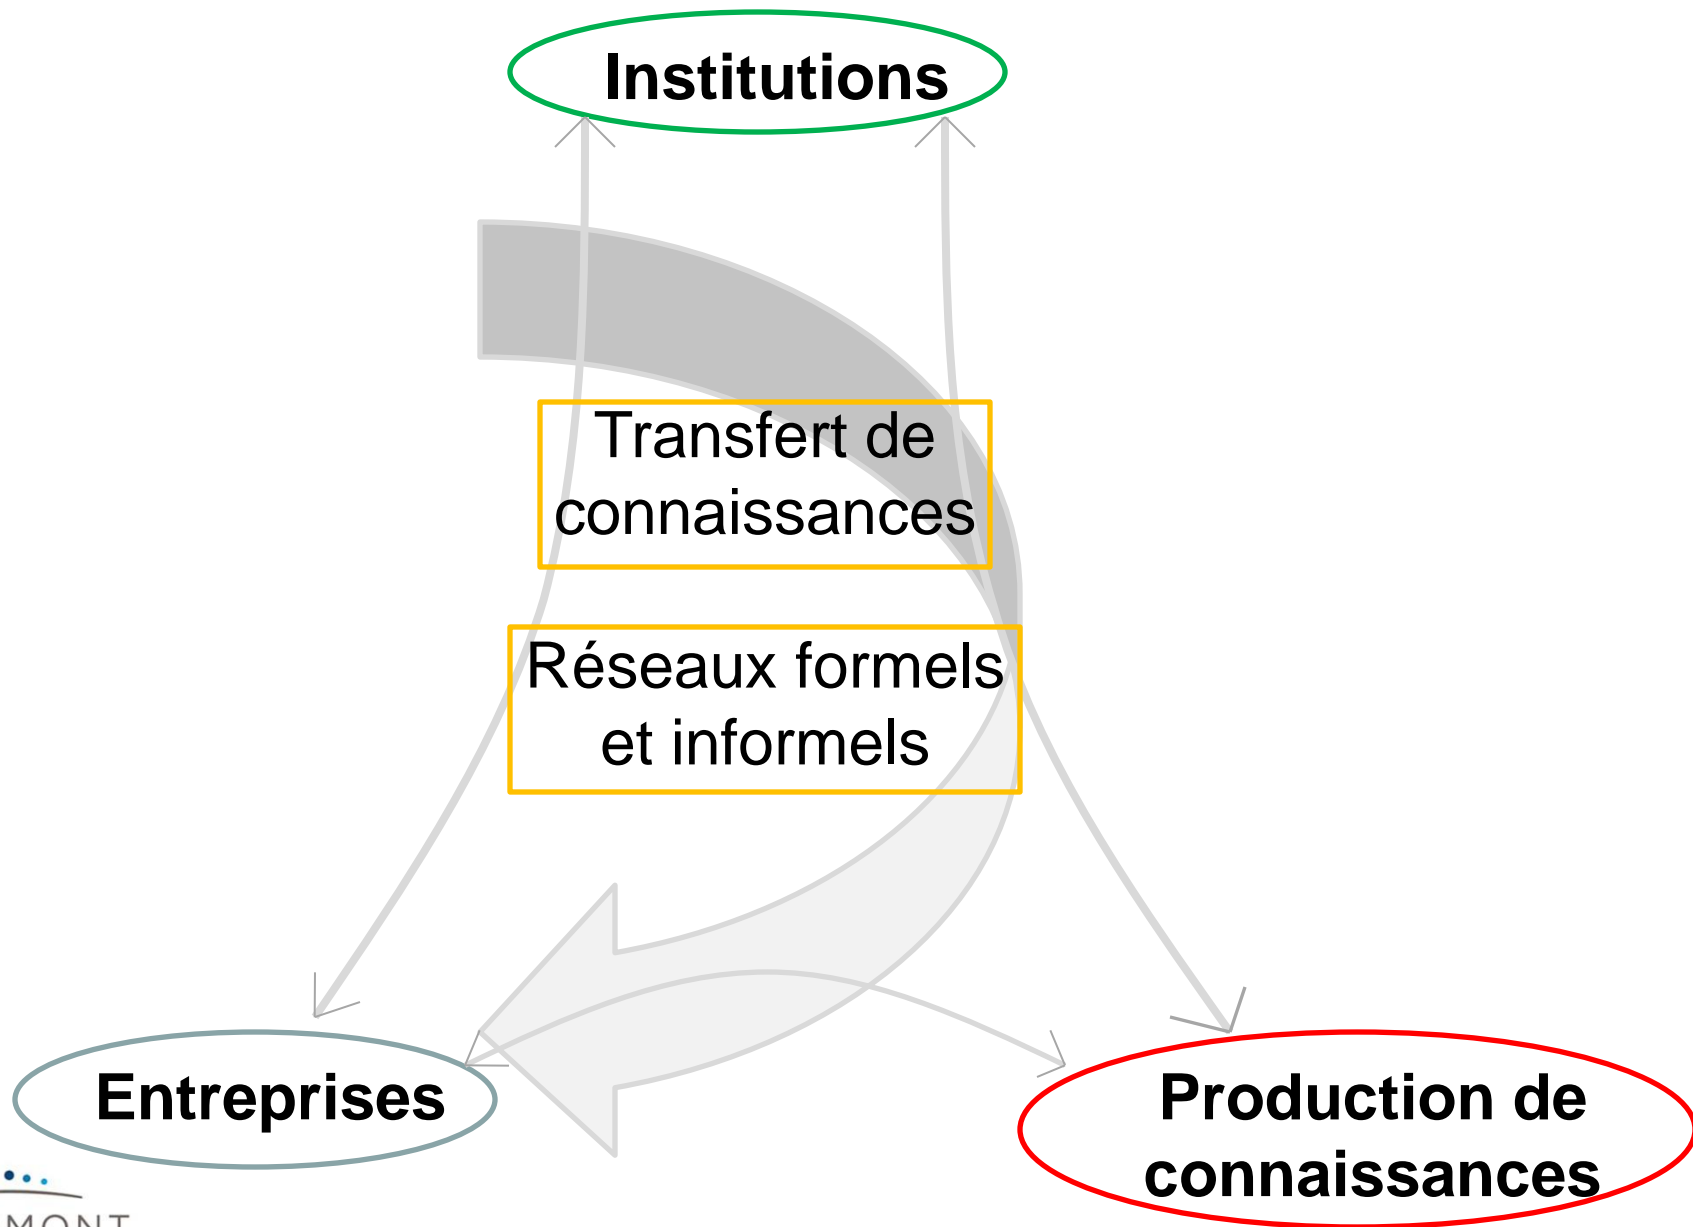 Institutions
Transfert de
connaissances
Réseaux formels
et informels
Entreprises
Production de
connaissances